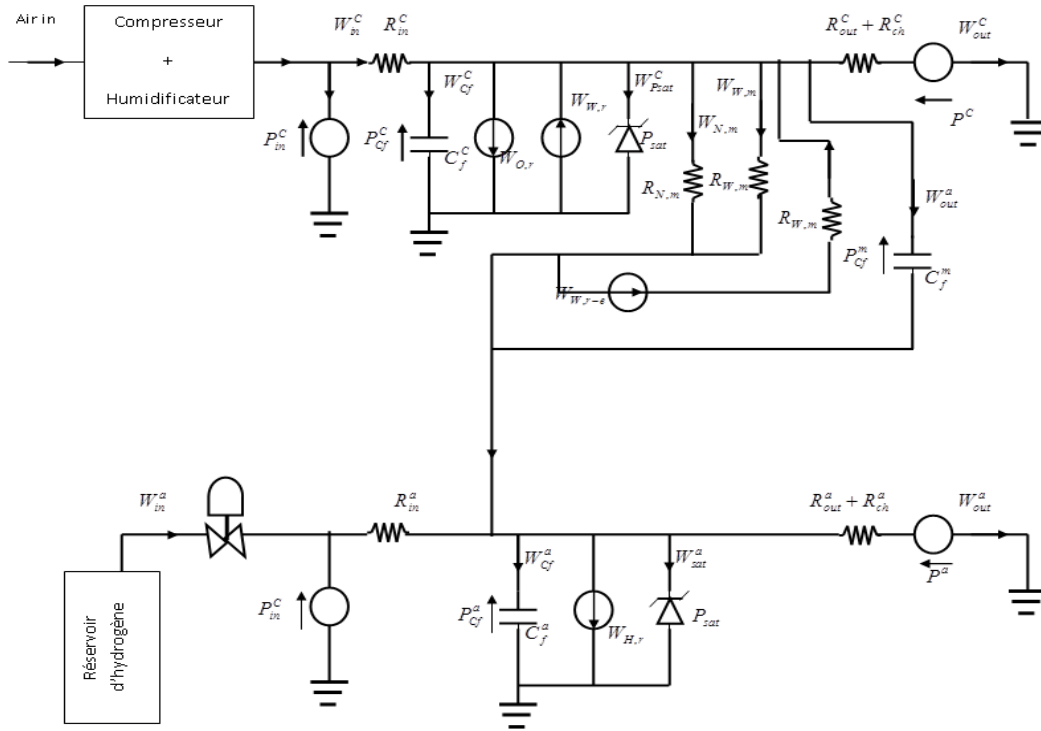 Air in
Compresseur
+
Humidificateur
W_in^C
R_in^C
R_out^C + R_ch^C
W_out^C
P_in^C
P_Cf^C
W_Cf^C
C_f^C
W_O,r
W_W,r
W_Psat^C
P_sat
W_N,m
R_N,m
W_W,m
R_W,m
R_W,m
P^C
W_out^a
P_Cf^m
C_f^m
W_W,r-e
W_in^a
R_in^a
R_out^a + R_ch^a
W_out^a
P^a
Réservoir
d'hydrogène
P_in^C
P_Cf^a
W_Cf^a
C_f^a
W_H,r
W_sat^a
P_sat